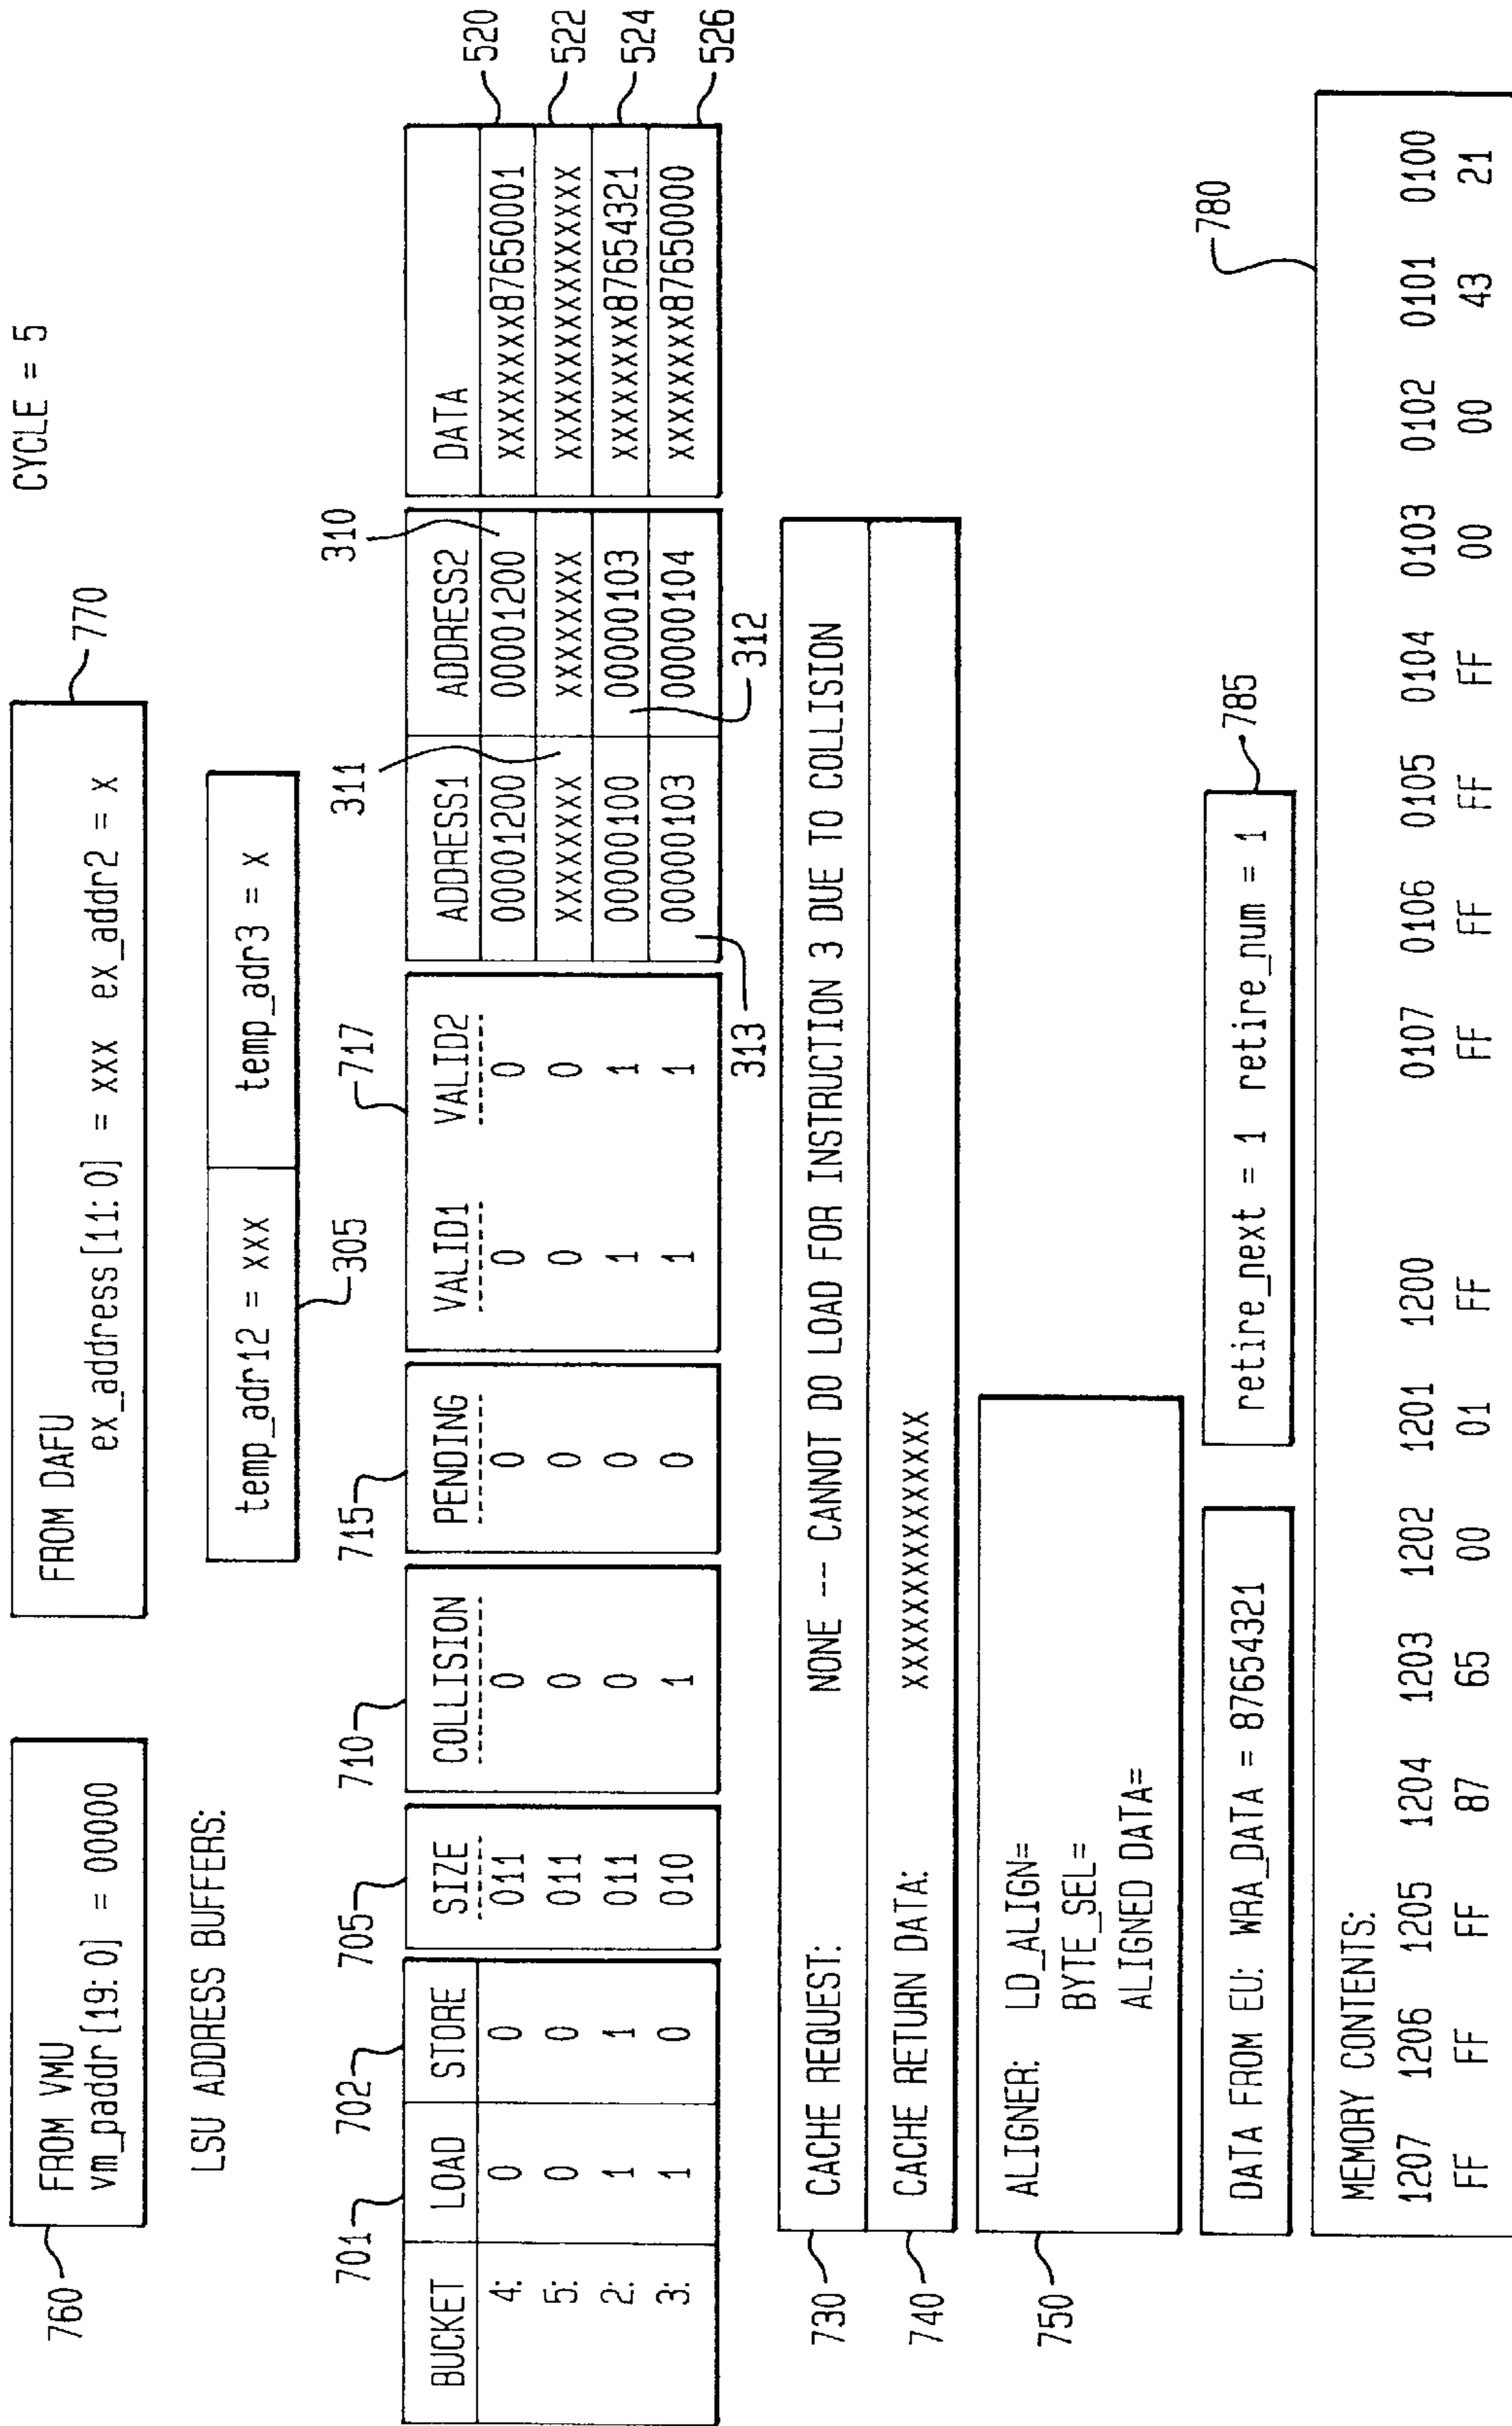 CYCLE = 5
FROM VMU
vm_paddr [19: 0] = 00000
760
FROM DAFU
ex_address [11: 0] = XXX ex_addr2 = X
770
LSU ADDRESS BUFFERS:
temp_adr12 = XXX temp_adr3 = X
305
701 702 705 710 715 717 311 310
BUCKET LOAD STORE SIZE COLLISION PENDING VALID1 VALID2 ADDRESS1 ADDRESS2 DATA
4: 0 0 011 0 0 0 0 00001200 00001200 XXXXXXXX87650001 520
5: 0 0 011 0 0 0 0 XXXXXXXX XXXXXXXX XXXXXXXXXXXXXXXX 522
2: 1 1 011 0 0 1 1 00000100 00000103 XXXXXXXX87654321 524
3: 1 0 010 1 0 1 1 00000103 00000104 XXXXXXXX87650000 526
313 312
730 CACHE REQUEST: NONE -- CANNOT DO LOAD FOR INSTRUCTION 3 DUE TO COLLISION
740 CACHE RETURN DATA: XXXXXXXXXXXXXXXX
750 ALIGNER: LD_ALIGN=
BYTE_SEL=
ALIGNED DATA=
DATA FROM EU: WRA_DATA = 87654321
retire_next = 1 retire_num = 1
785
780
MEMORY CONTENTS:
1207 1206 1205 1204 1203 1202 1201 1200 0107 0106 0105 0104 0103 0102 0101 0100
FF FF FF 87 65 00 01 FF FF FF FF FF 00 00 43 21